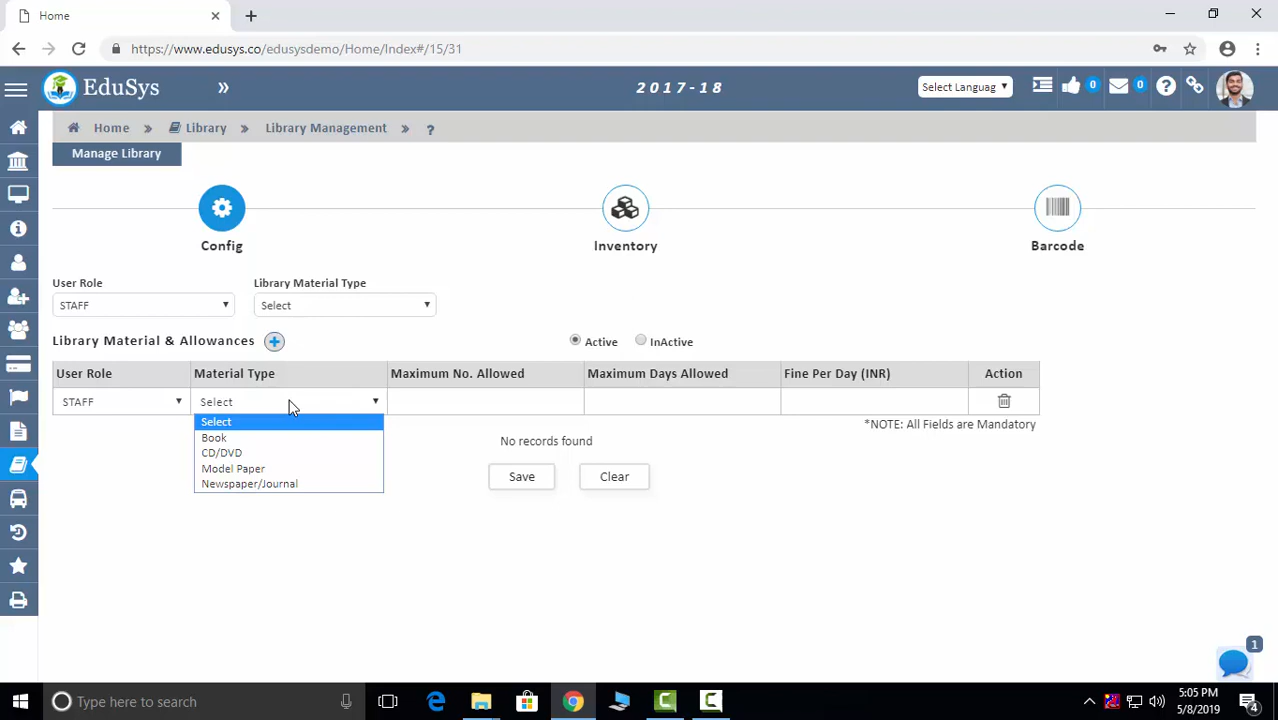 Home
https://www.edusys.co/edusysdemo/Home/Index#/15/31
EduSys » 2017-18 Select Languag 0 0 ?
Home » Library » Library Management » ?
Manage Library
Config Inventory Barcode
User Role Library Material Type
STAFF Select
Library Material & Allowances Active InActive
User Role Material Type Maximum No. Allowed Maximum Days Allowed Fine Per Day (INR) Action
STAFF Select
*NOTE: All Fields are Mandatory
Select
Book
CD/DVD
Model Paper
Newspaper/Journal
No records found
Save Clear
1
Type here to search
5:05 PM
5/8/2019
4